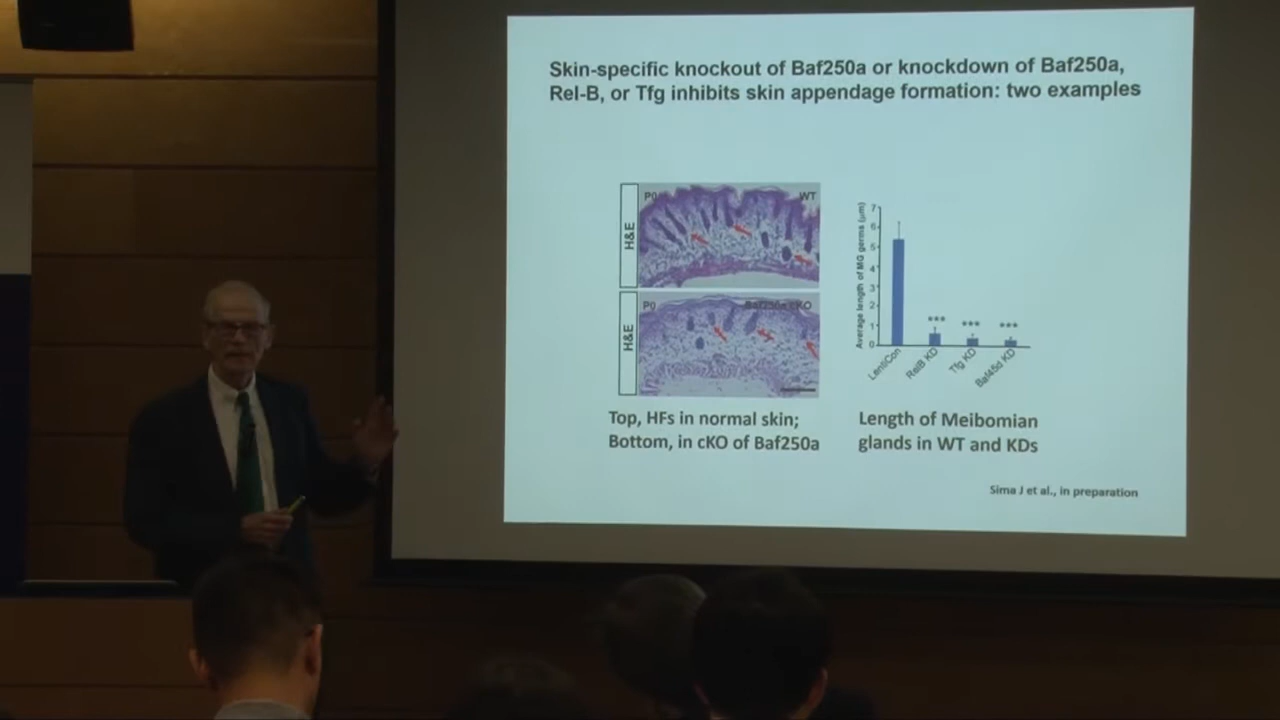 Skin-specific knockout of Baf250a or knockdown of Baf250a,
Rel-B, or Tfg inhibits skin appendage formation: two examples
H&E
P0
WT
H&E
P0
Baf250a cKO
Top, HFs in normal skin;
Bottom, in cKO of Baf250a
Average length of MG germs (μm)
7
6
5
4
3
2
1
0
***
***
***
LentiCon
RelB KD
Tfg KD
Baf45d KD
Length of Meibomian
glands in WT and KDs
Sima J et al., in preparation